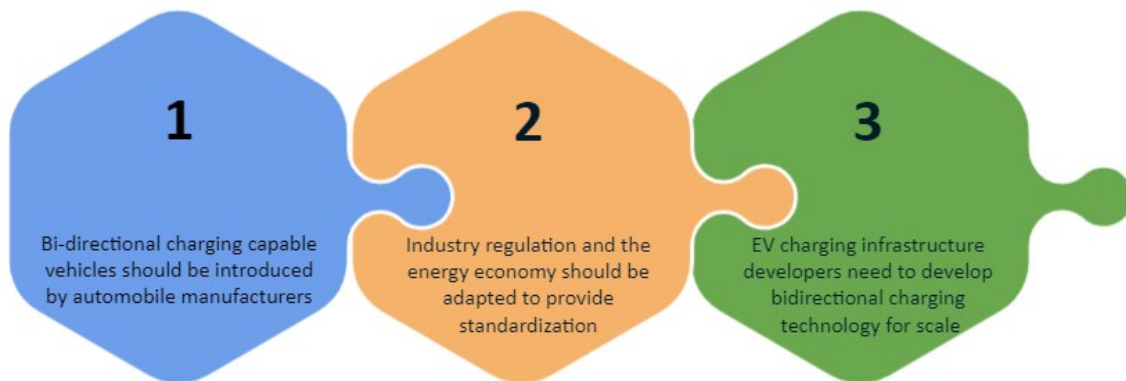 1
Bi-directional charging capable
vehicles should be introduced
by automobile manufacturers
2
Industry regulation and the
energy economy should be
adapted to provide
standardization
3
EV charging infrastructure
developers need to develop
bidirectional charging
technology for scale